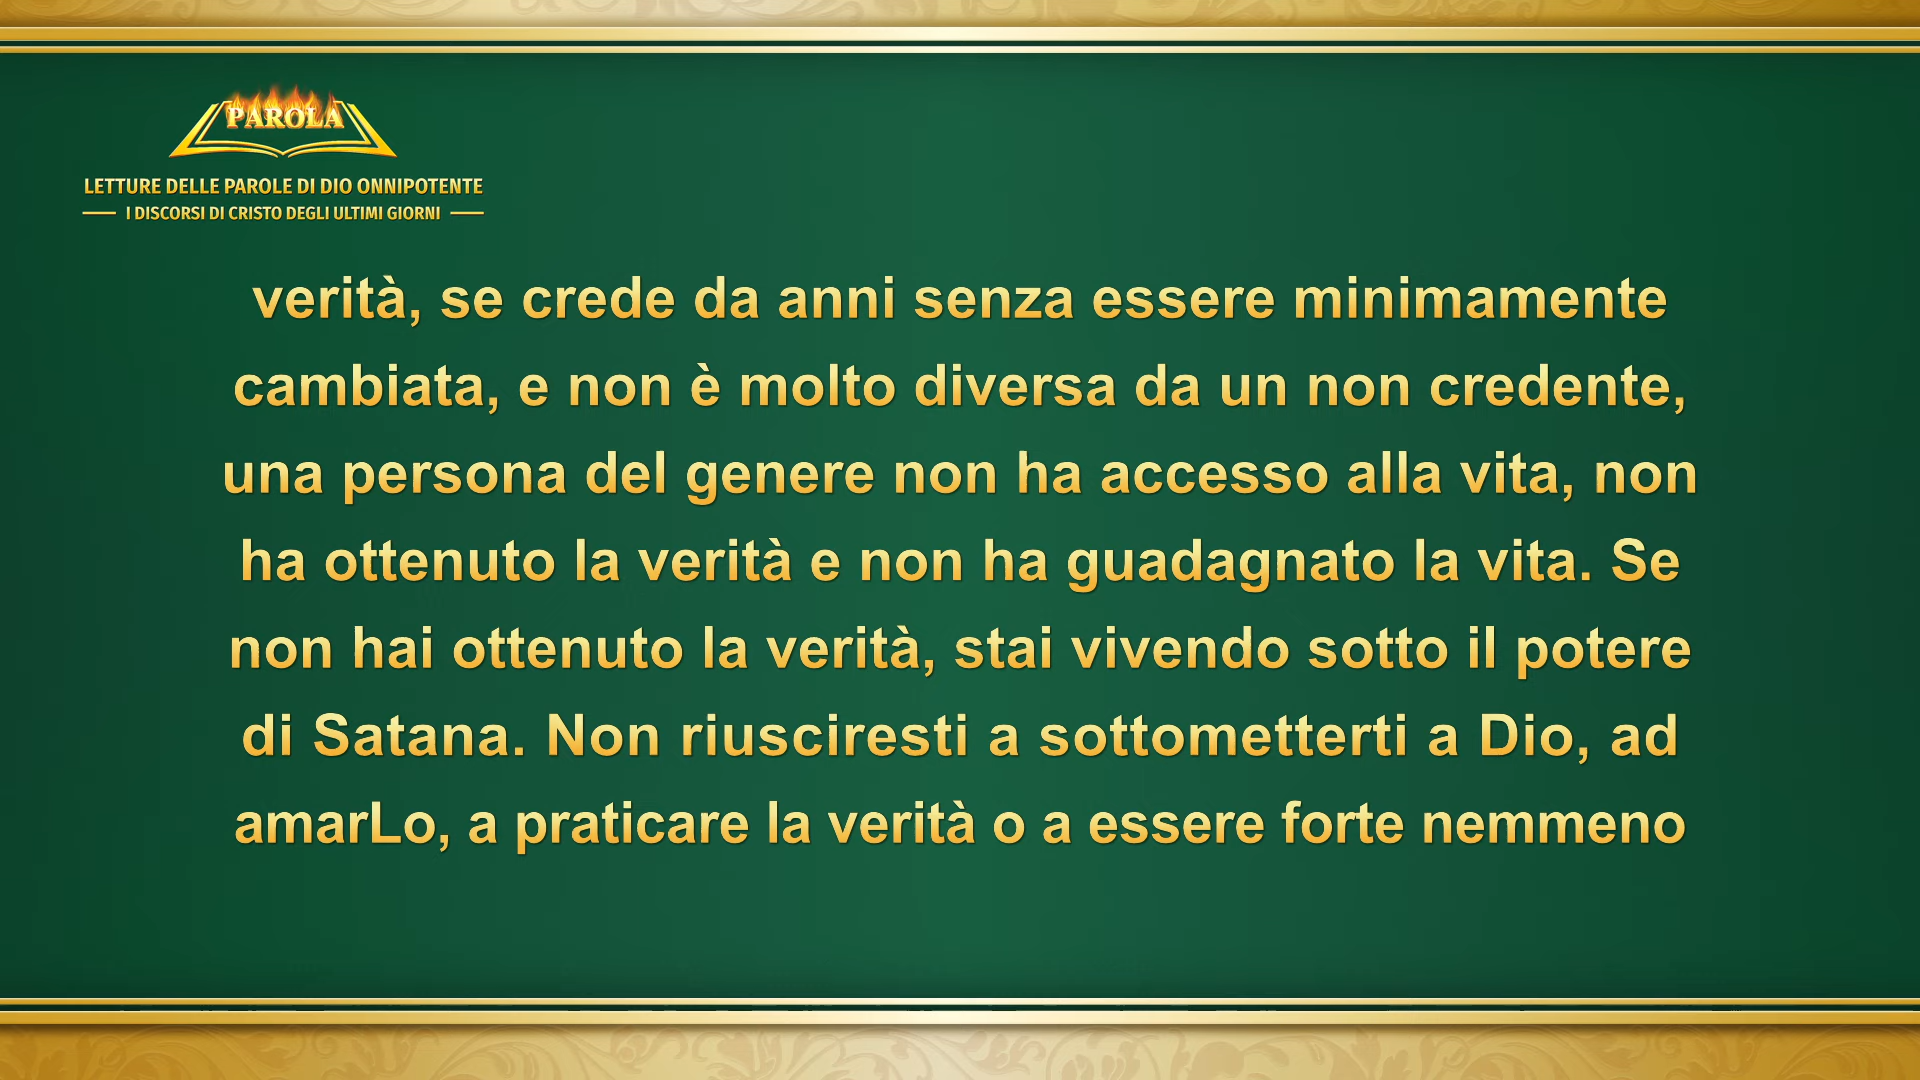 PAROLA
LETTURE DELLE PAROLE DI DIO ONNIPOTENTE
I DISCORSI DI CRISTO DEGLI ULTIMI GIORNI
verità, se crede da anni senza essere minimamente
cambiata, e non è molto diversa da un non credente,
una persona del genere non ha accesso alla vita, non
ha ottenuto la verità e non ha guadagnato la vita. Se
non hai ottenuto la verità, stai vivendo sotto il potere
di Satana. Non riusciresti a sottometterti a Dio, ad
amarLo, a praticare la verità o a essere forte nemmeno